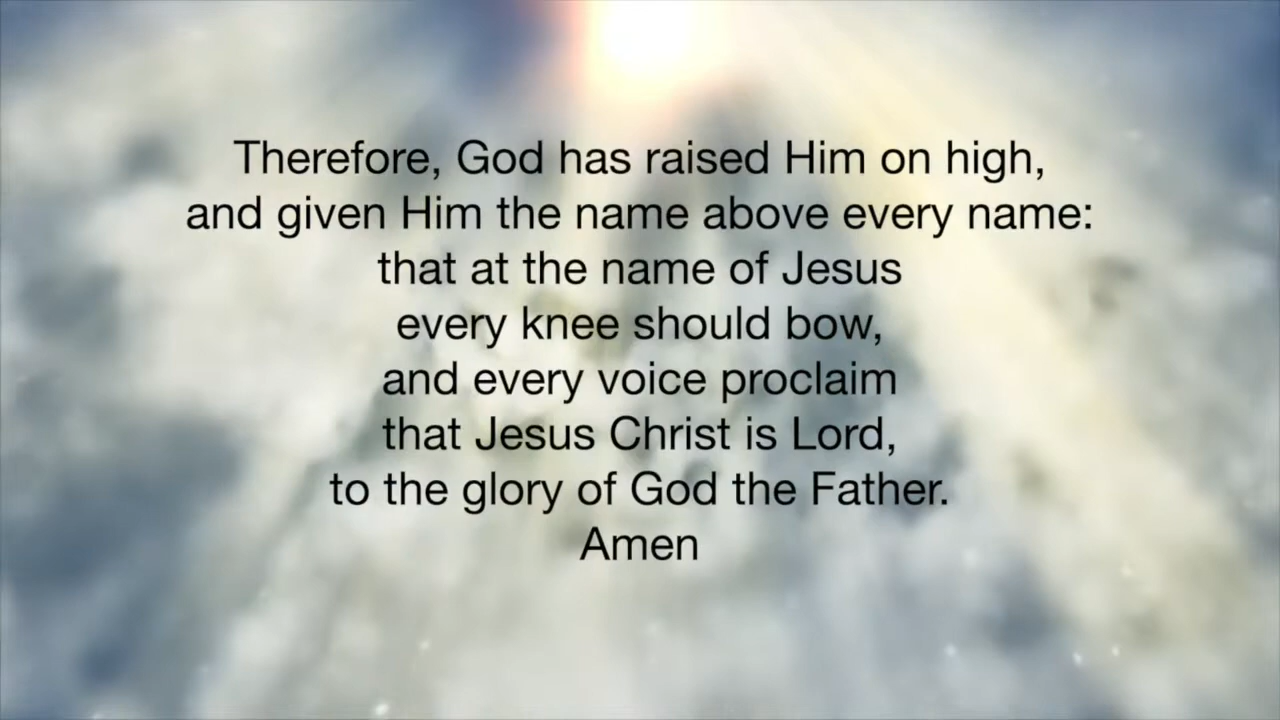 Therefore, God has raised Him on high,
and given Him the name above every name:
that at the name of Jesus
every knee should bow,
and every voice proclaim
that Jesus Christ is Lord,
to the glory of God the Father.
Amen